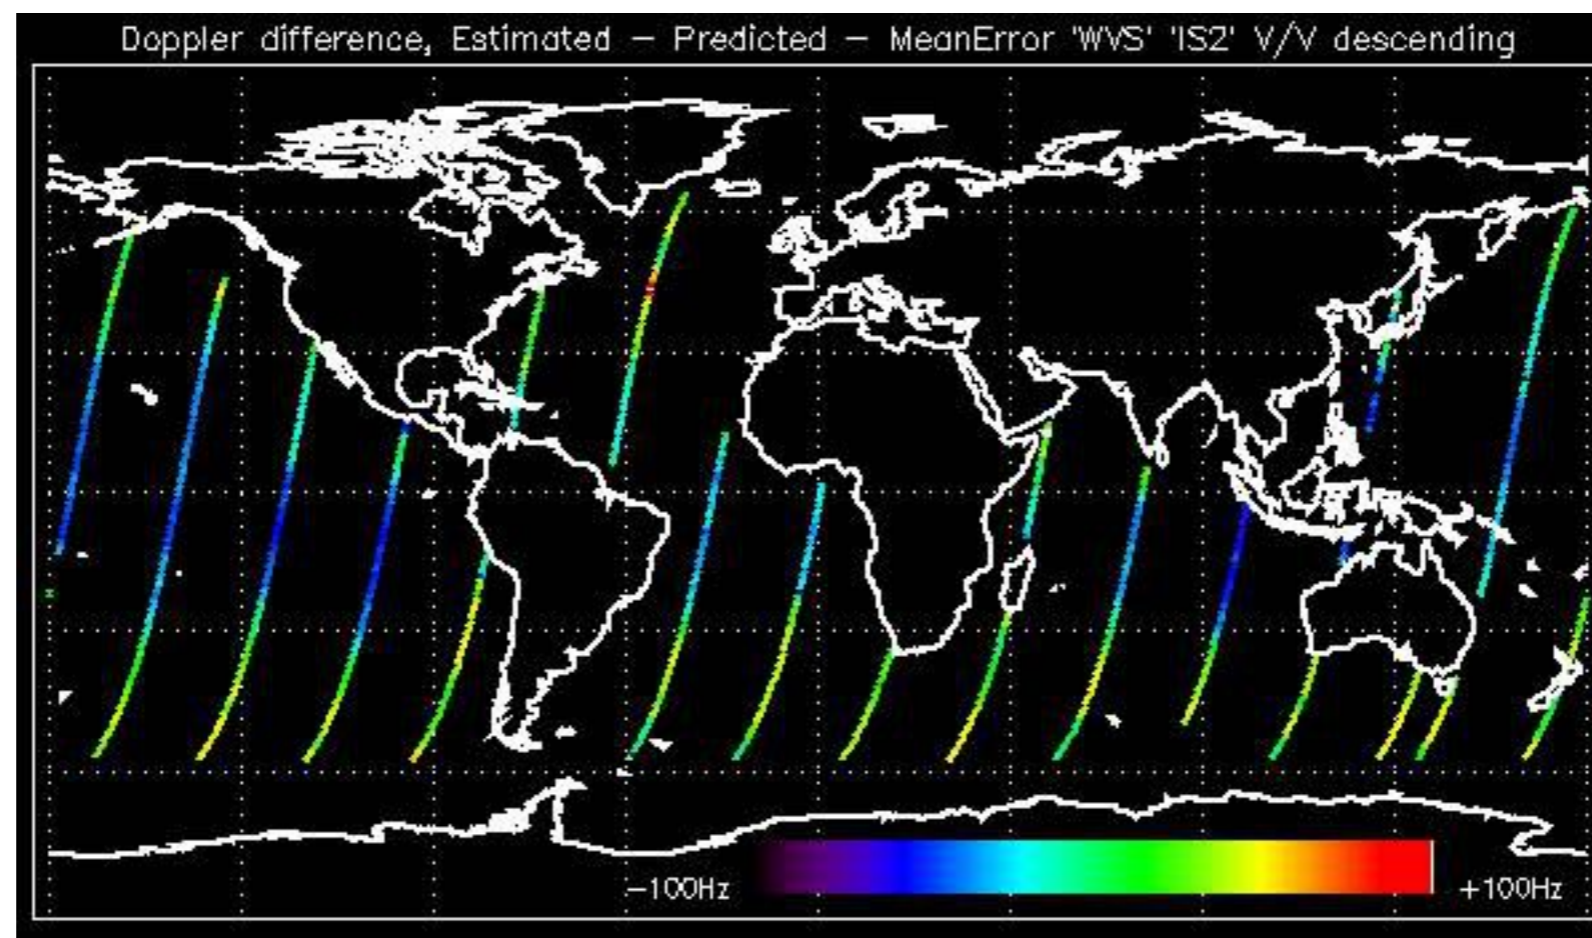 Doppler difference, Estimated – Predicted – MeanError 'WVS' 'IS2' V/V descending
–100Hz +100Hz